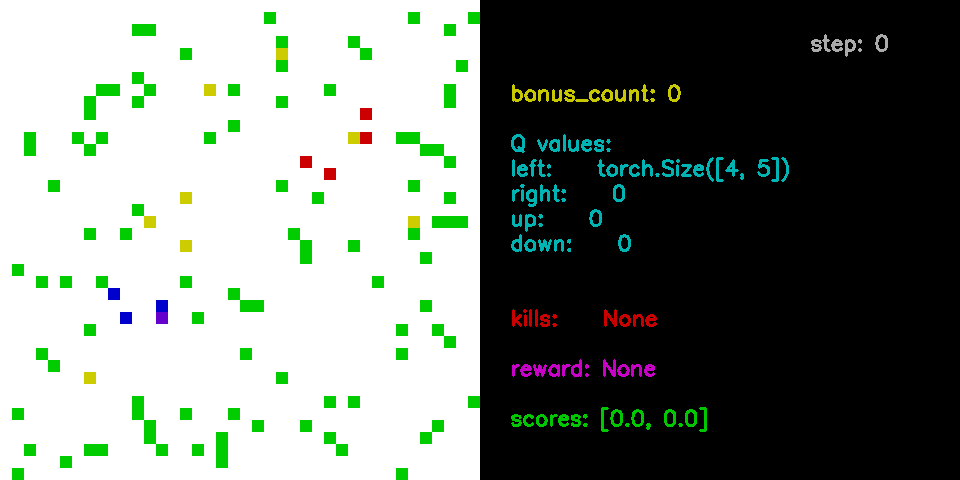 step: 0
bonus_count: 0
Q values:
left: torch.Size([4, 5])
right: 0
up: 0
down: 0
kills: None
reward: None
scores: [0.0, 0.0]